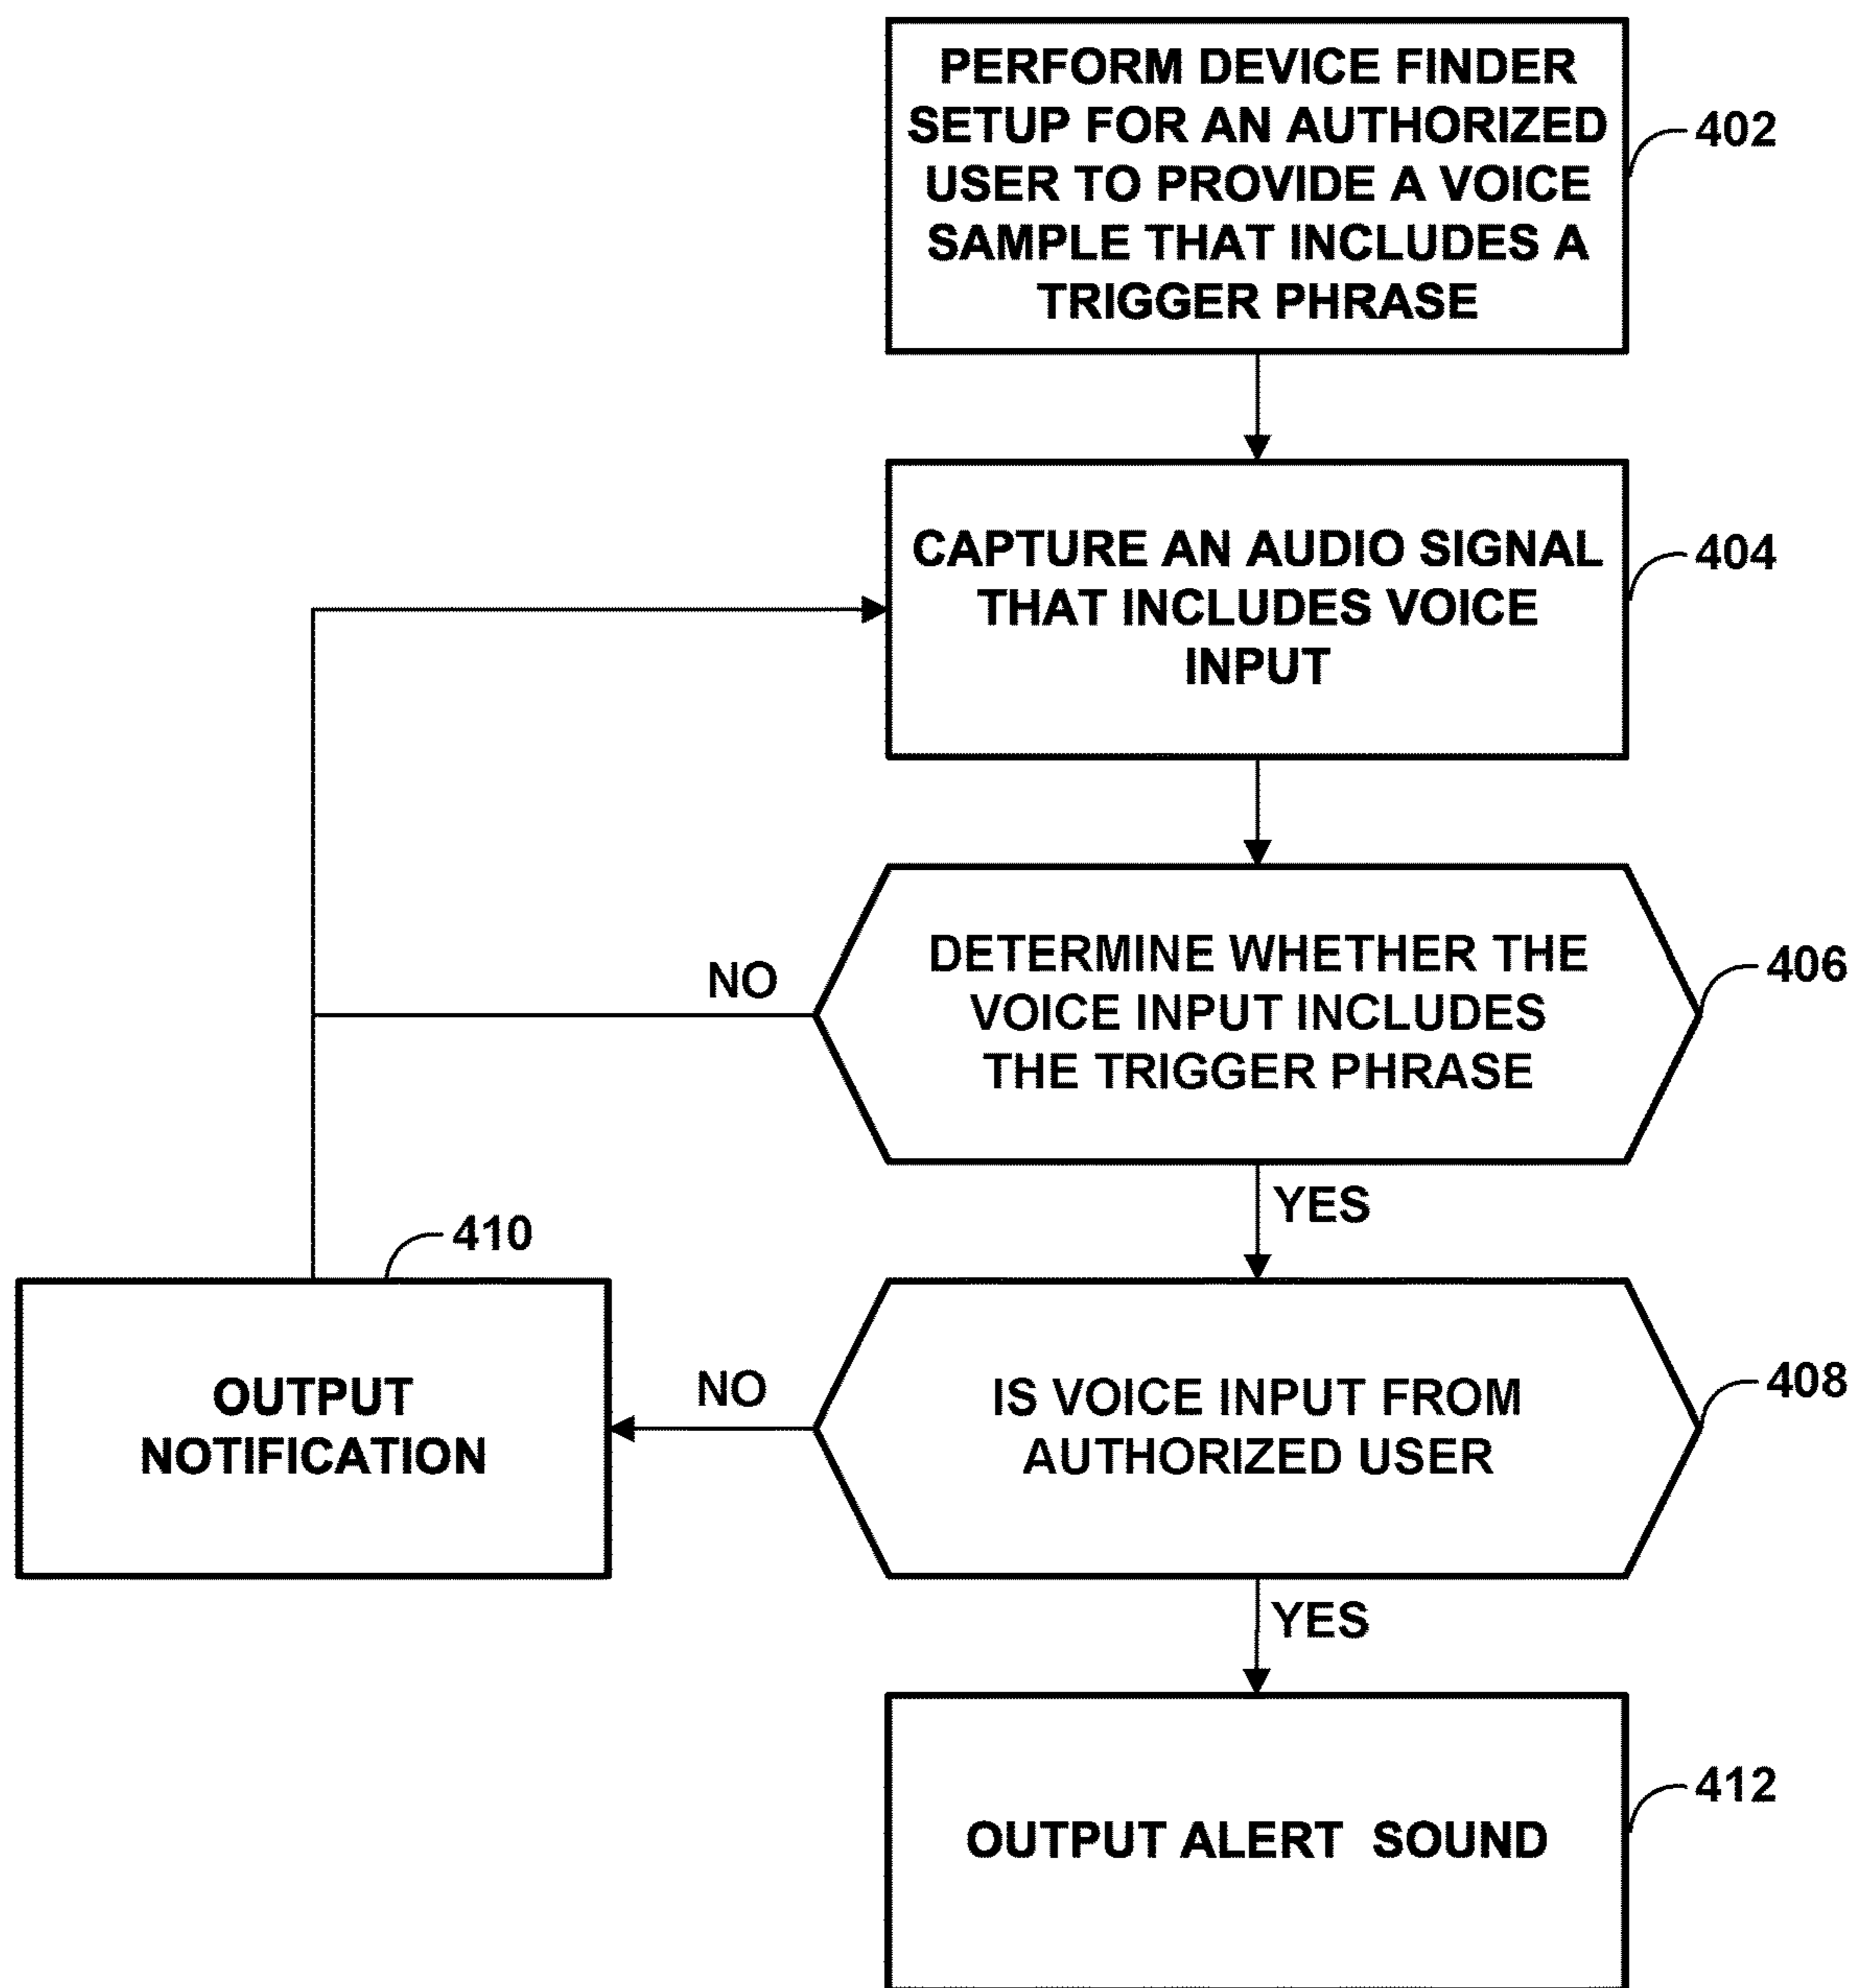 PERFORM DEVICE FINDER
SETUP FOR AN AUTHORIZED
USER TO PROVIDE A VOICE
SAMPLE THAT INCLUDES A
TRIGGER PHRASE
402
CAPTURE AN AUDIO SIGNAL
THAT INCLUDES VOICE
INPUT
404
DETERMINE WHETHER THE
VOICE INPUT INCLUDES
THE TRIGGER PHRASE
406
NO
YES
410
OUTPUT
NOTIFICATION
NO
IS VOICE INPUT FROM
AUTHORIZED USER
408
YES
OUTPUT ALERT SOUND
412